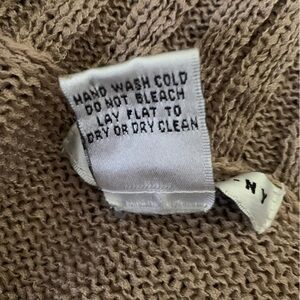 HAND WASH COLD
DO NOT BLEACH
LAY FLAT TO
DRY OR DRY CLEAN
NY